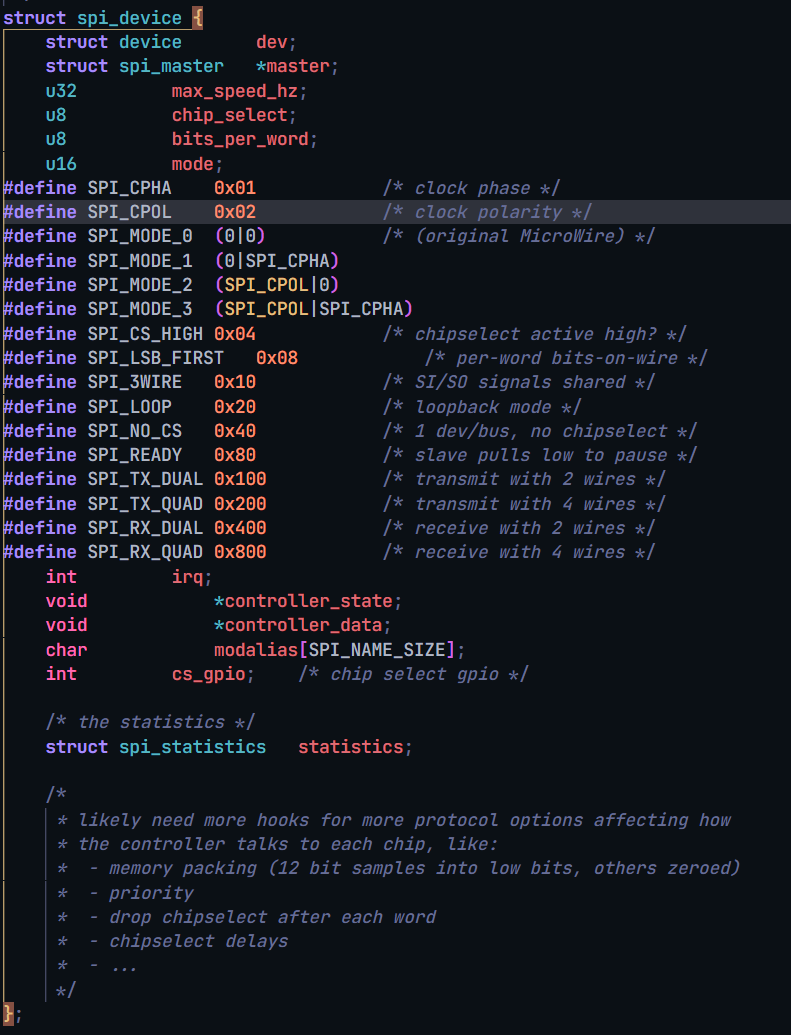 struct spi_device {
struct device dev;
struct spi_master *master;
u32 max_speed_hz;
u8 chip_select;
u8 bits_per_word;
u16 mode;
#define SPI_CPHA 0x01 /* clock phase */
#define SPI_CPOL 0x02 /* clock polarity */
#define SPI_MODE_0 (0|0) /* (original MicroWire) */
#define SPI_MODE_1 (0|SPI_CPHA)
#define SPI_MODE_2 (SPI_CPOL|0)
#define SPI_MODE_3 (SPI_CPOL|SPI_CPHA)
#define SPI_CS_HIGH 0x04 /* chipselect active high? */
#define SPI_LSB_FIRST 0x08 /* per-word bits-on-wire */
#define SPI_3WIRE 0x10 /* SI/SO signals shared */
#define SPI_LOOP 0x20 /* loopback mode */
#define SPI_NO_CS 0x40 /* 1 dev/bus, no chipselect */
#define SPI_READY 0x80 /* slave pulls low to pause */
#define SPI_TX_DUAL 0x100 /* transmit with 2 wires */
#define SPI_TX_QUAD 0x200 /* transmit with 4 wires */
#define SPI_RX_DUAL 0x400 /* receive with 2 wires */
#define SPI_RX_QUAD 0x800 /* receive with 4 wires */
int irq;
void *controller_state;
void *controller_data;
char modalias[SPI_NAME_SIZE];
int cs_gpio; /* chip select gpio */
/* the statistics */
struct spi_statistics statistics;
/*
* likely need more hooks for more protocol options affecting how
* the controller talks to each chip, like:
* - memory packing (12 bit samples into low bits, others zeroed)
* - priority
* - drop chipselect after each word
* - chipselect delays
* - ...
*/
};